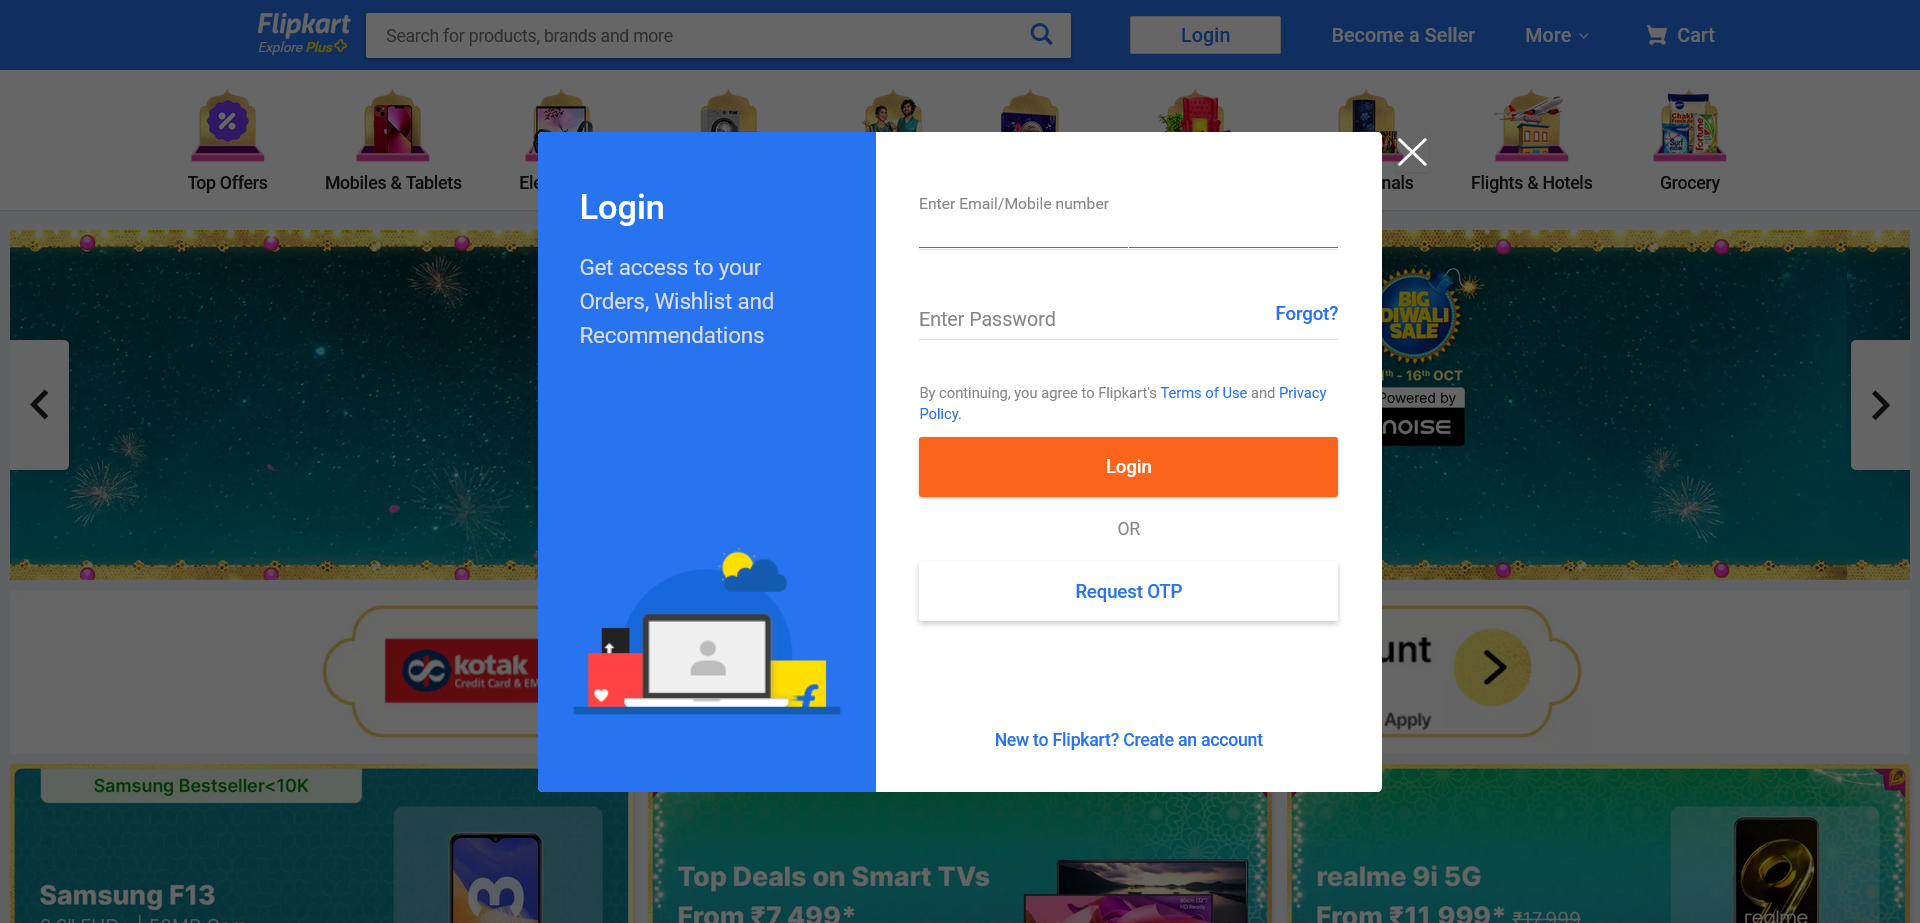 Flipkart
Explore Plus
Search for products, brands and more
Login
Become a Seller
More
Cart
Top Offers
Mobiles & Tablets
Flights & Hotels
Grocery
Chakki
Surf
fortune
Login
Get access to your
Orders, Wishlist and
Recommendations
Enter Email/Mobile number
Enter Password
Forgot?
By continuing, you agree to Flipkart's Terms of Use and Privacy
Policy.
Login
OR
Request OTP
New to Flipkart? Create an account
BIG
DIWALI
SALE
- 16th OCT
Powered by
noise
kotak
Credit Card &
Apply
Samsung Bestseller<10K
Samsung F13
Top Deals on Smart TVs
From ₹7,499*
realme 9i 5G
From ₹11,999* ₹17,999
realme